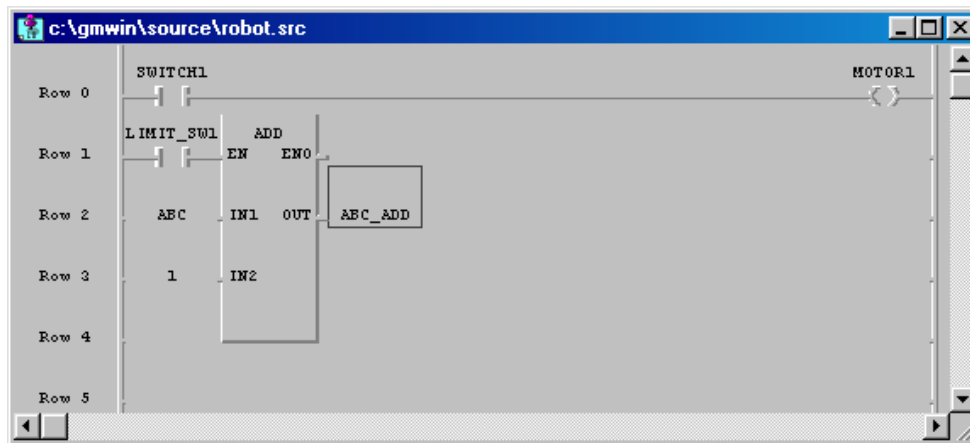 c:\gmwin\source\robot.src
SWITCH1 MOTOR1
Row 0
LIMIT_SW1 ADD
Row 1 EN ENO
Row 2 ABC IN1 OUT ABC_ADD
Row 3 1 IN2
Row 4
Row 5